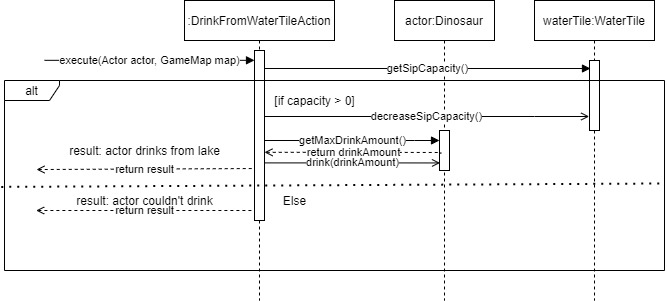 :DrinkFromWaterTileAction
actor:Dinosaur
waterTile:WaterTile
execute(Actor actor, GameMap map)
getSipCapacity()
alt
[if capacity > 0]
decreaseSipCapacity()
getMaxDrinkAmount()
result: actor drinks from lake
return drinkAmount
drink(drinkAmount)
return result
result: actor couldn't drink
Else
return result